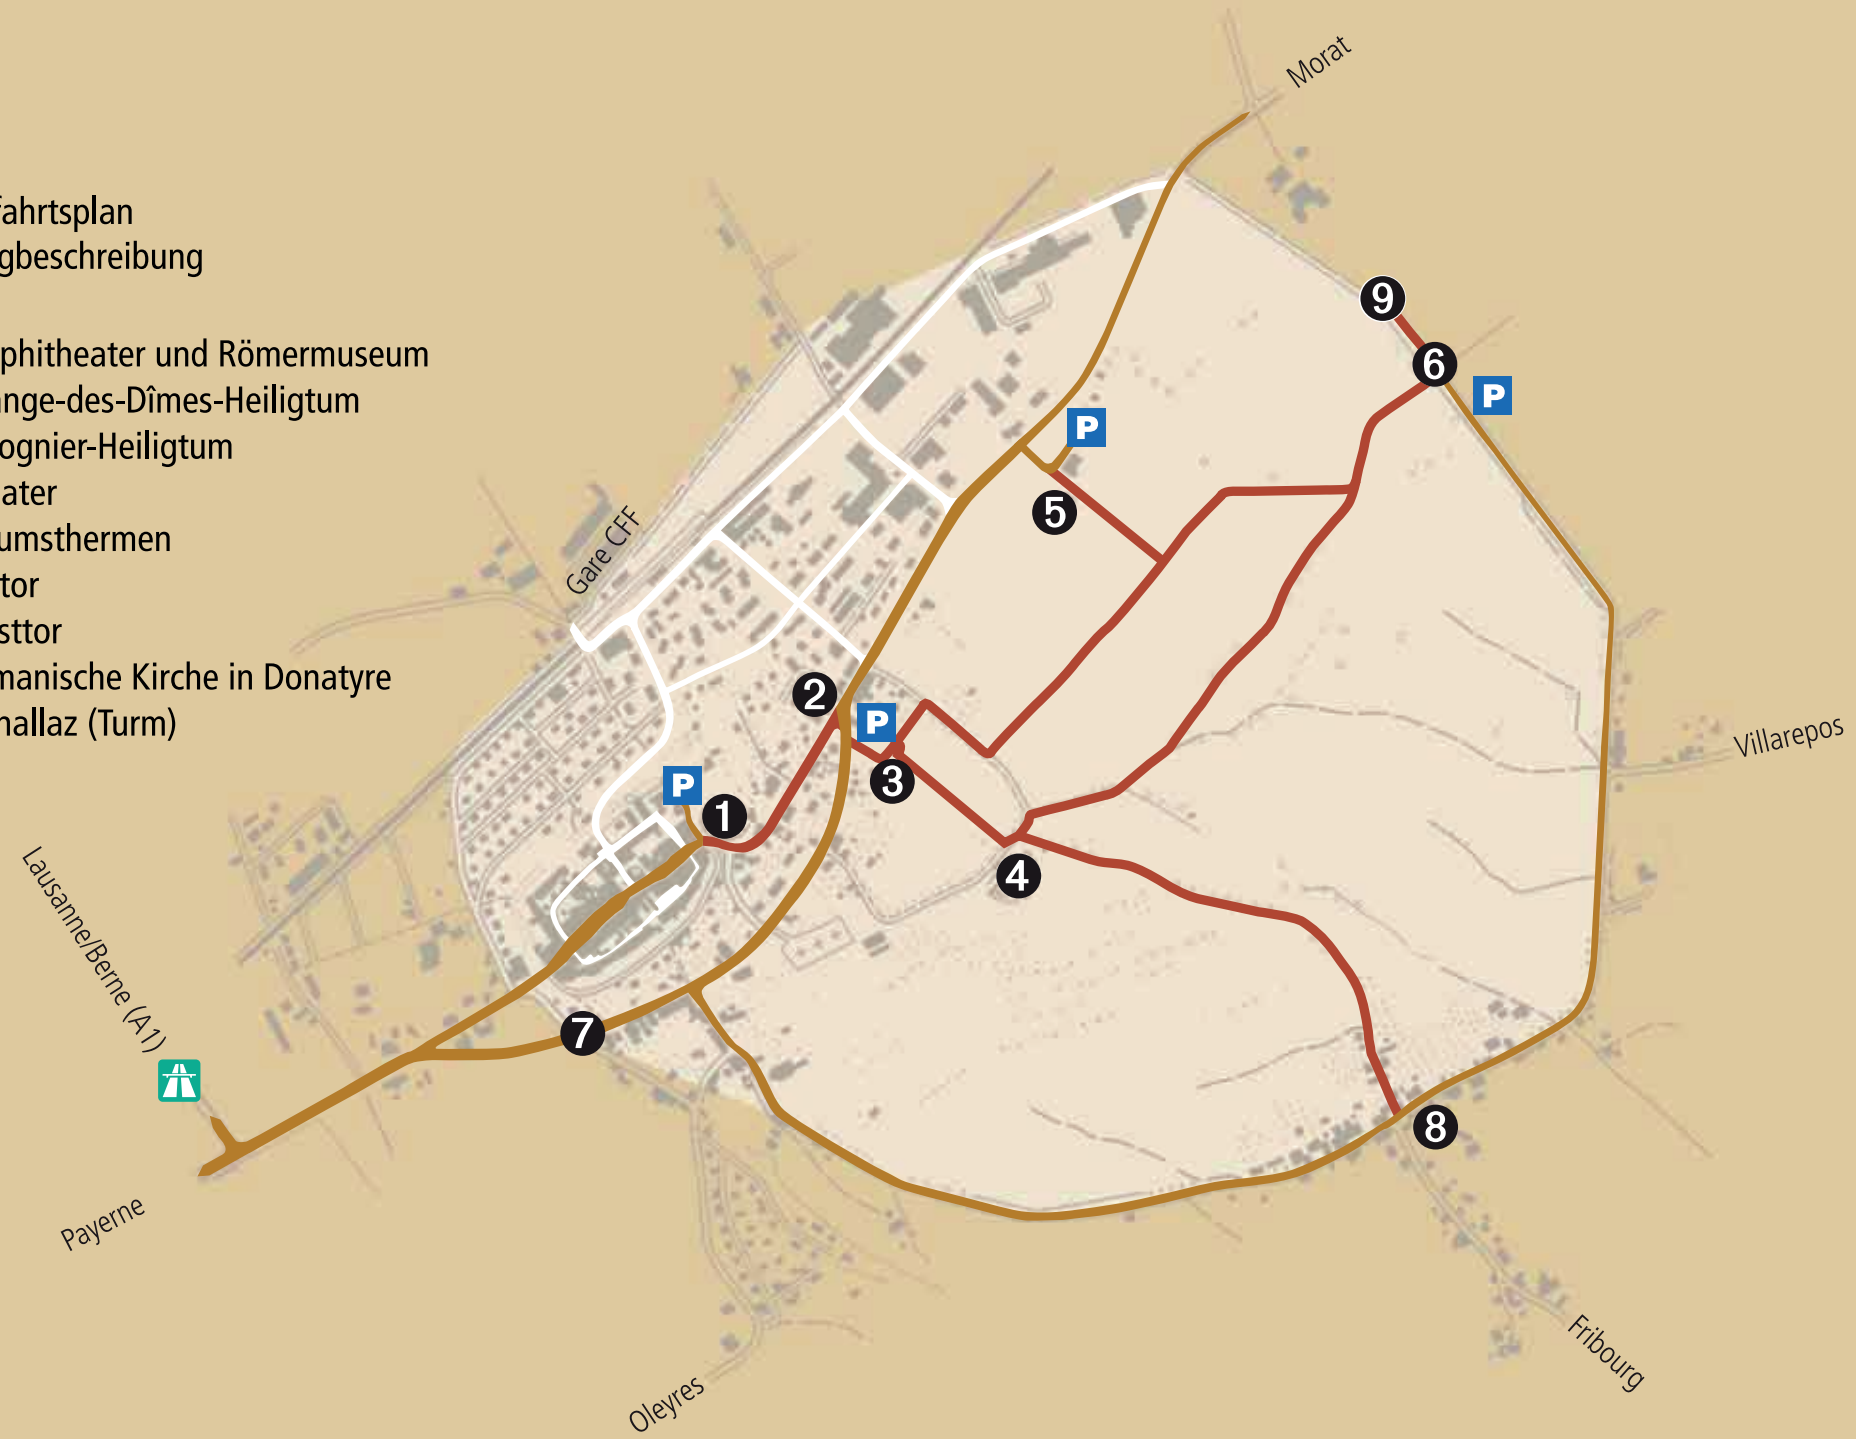 fahrtsplan
gbeschreibung
phitheater und Römermuseum
ange-des-Dîmes-Heiligtum
ognier-Heiligtum
ater
umsthermen
tor
sttor
manische Kirche in Donatyre
nallaz (Turm)
Morat
9
6
P
P
5
Gare CFF
2
P
Villarepos
3
P
1
4
Lausanne/Berne (A1)
7
8
Payerne
Fribourg
Oleyres